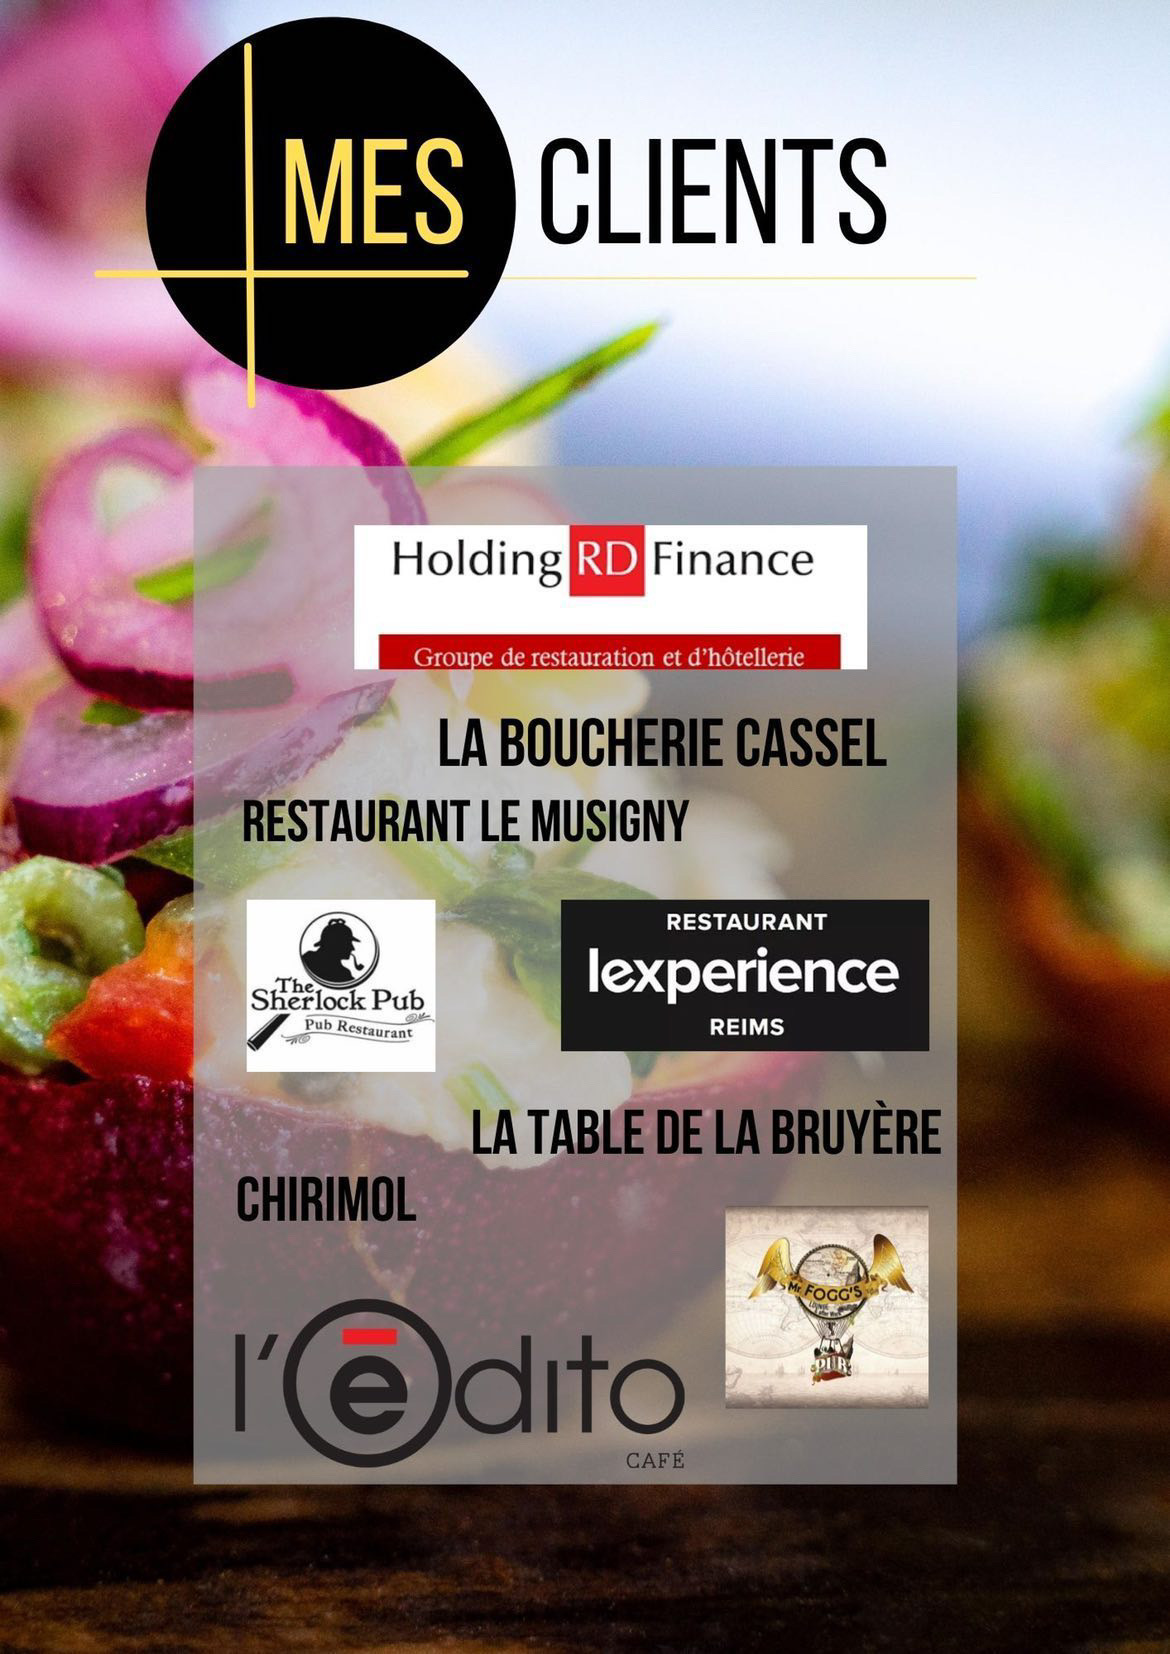 MES CLIENTS
Holding RD Finance
Groupe de restauration et d'hôtellerie
LA BOUCHERIE CASSEL
RESTAURANT LE MUSIGNY
The
Sherlock Pub
Pub Restaurant
RESTAURANT
lexperience
REIMS
LA TABLE DE LA BRUYÈRE
CHIRIMOL
Mr FOGG'S
LOUNGE
PUB
l'édito
CAFÉ